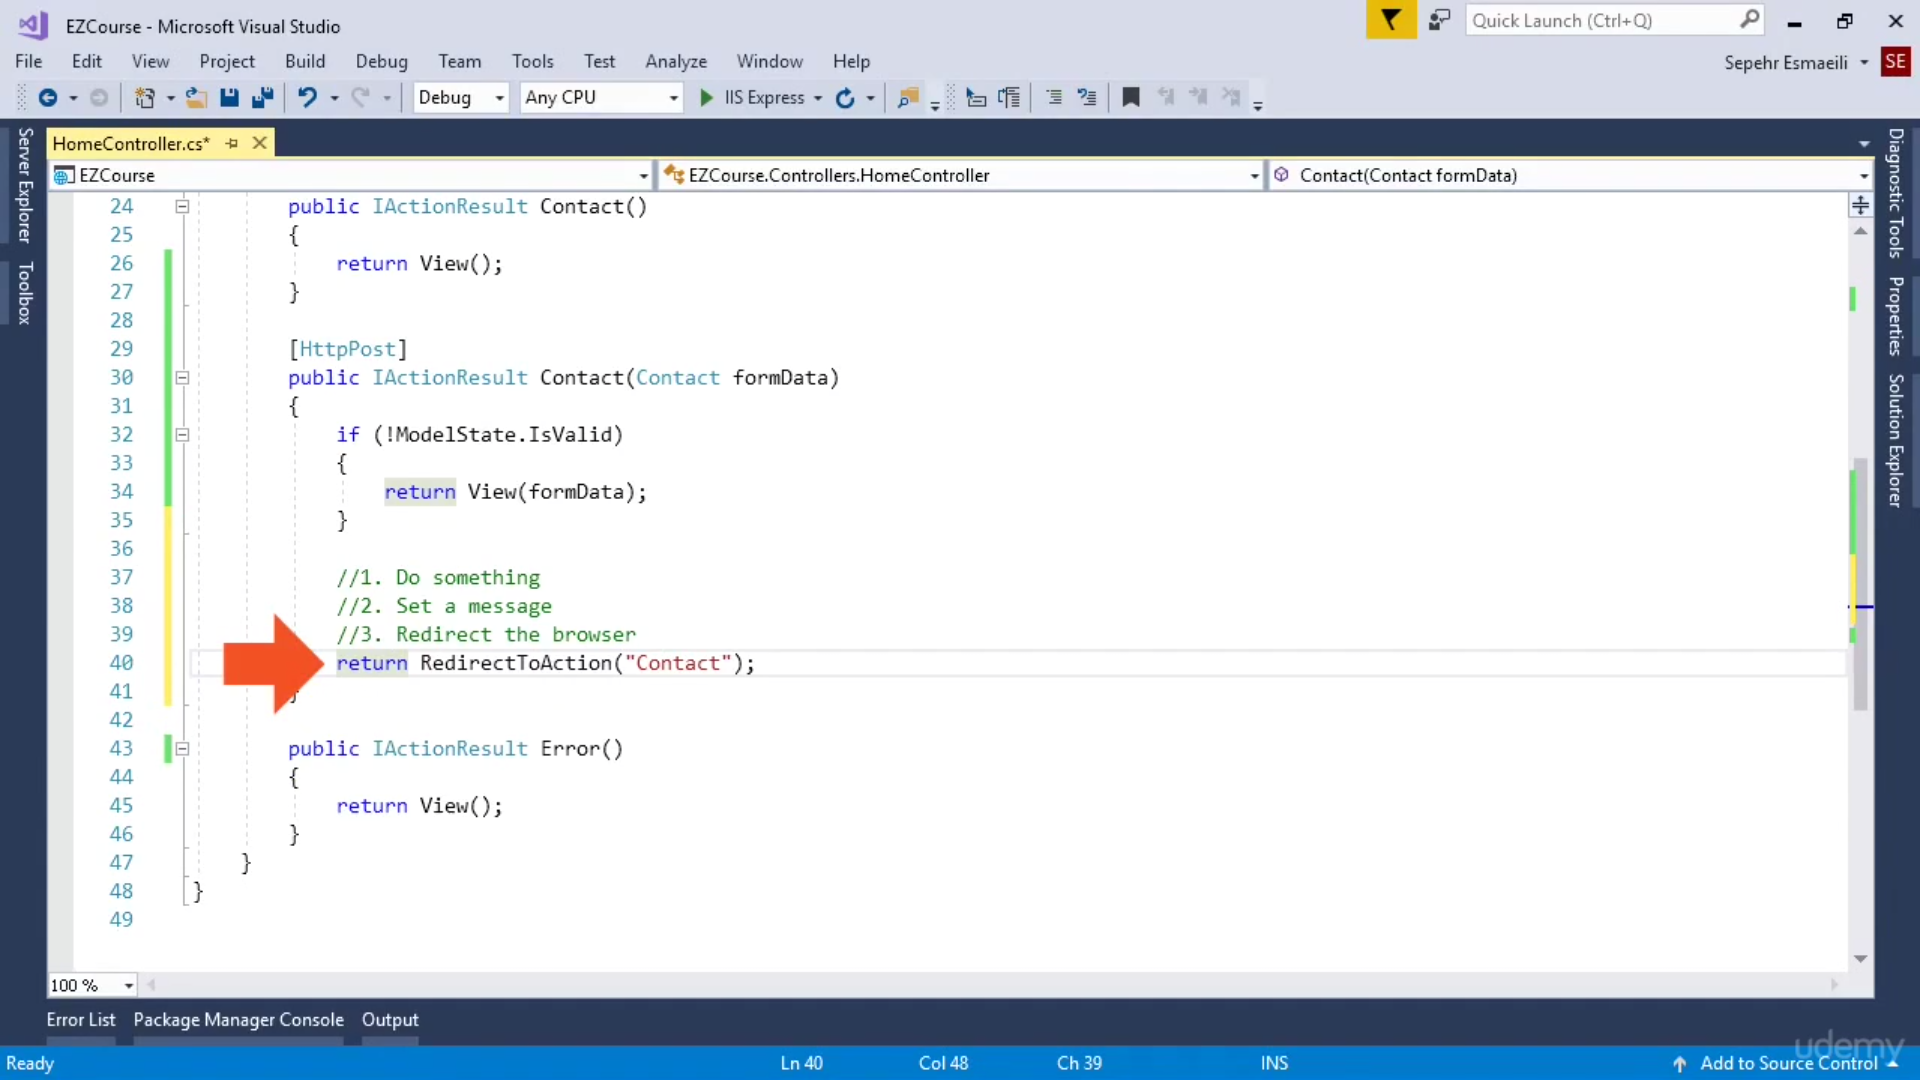 EZCourse - Microsoft Visual Studio
Quick Launch (Ctrl+Q)
File Edit View Project Build Debug Team Tools Test Analyze Window Help
Sepehr Esmaeili SE
Debug Any CPU IIS Express
Server Explorer
Toolbox
HomeController.cs*
EZCourse EZCourse.Controllers.HomeController Contact(Contact formData)
24 public IActionResult Contact()
25 {
26 return View();
27 }
28
29 [HttpPost]
30 public IActionResult Contact(Contact formData)
31 {
32 if (!ModelState.IsValid)
33 {
34 return View(formData);
35 }
36
37 //1. Do something
38 //2. Set a message
39 //3. Redirect the browser
40 return RedirectToAction("Contact");
41 }
42
43 public IActionResult Error()
44 {
45 return View();
46 }
47 }
48 }
49
Diagnostic Tools
Properties
Solution Explorer
100 %
Error List Package Manager Console Output
udemy
Ready Ln 40 Col 48 Ch 39 INS Add to Source Control